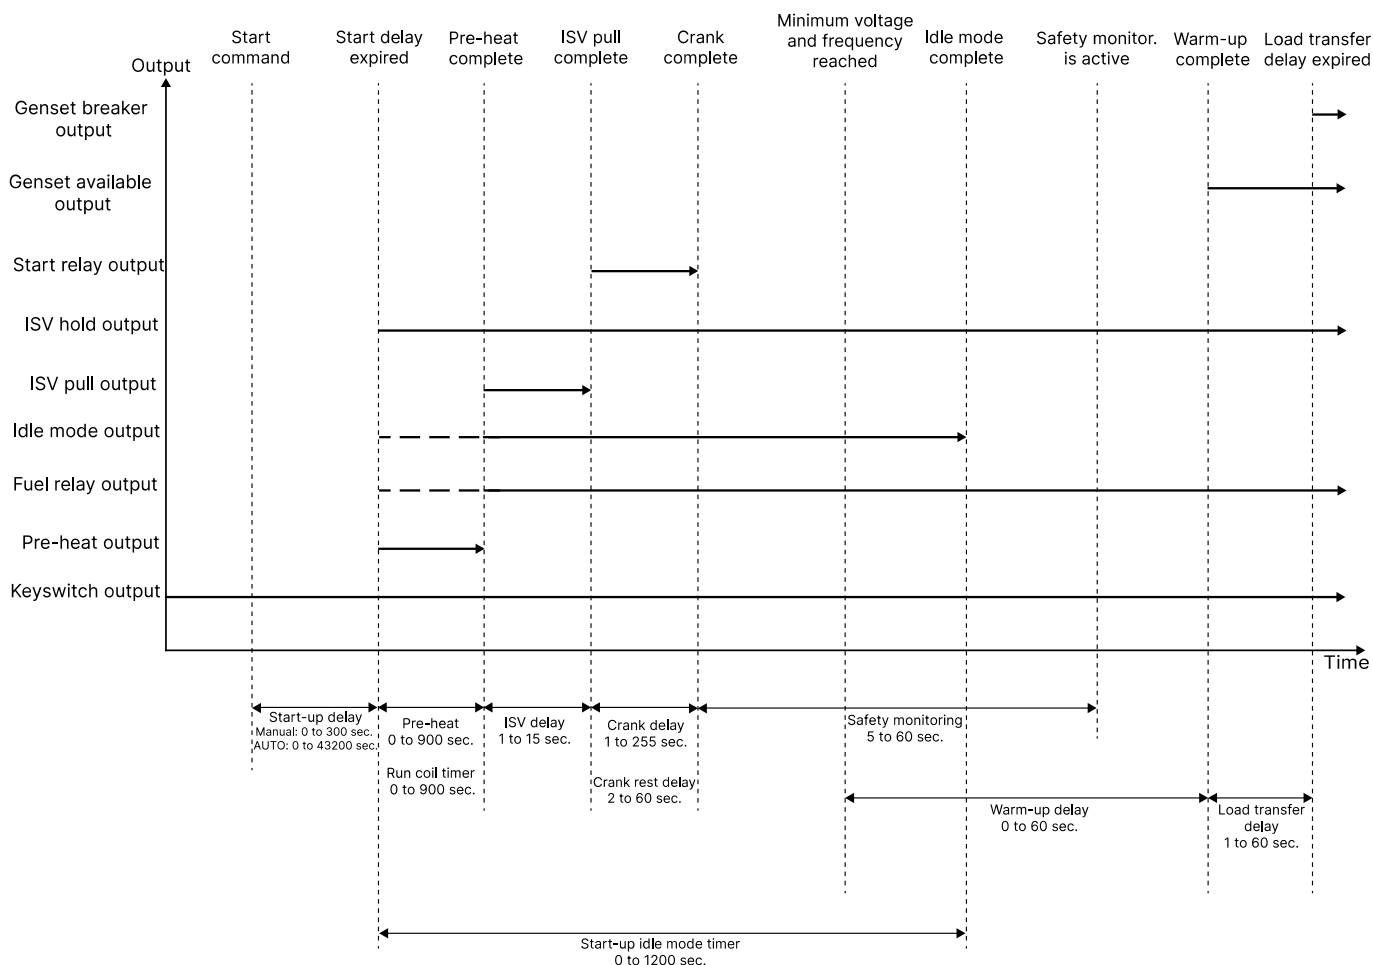 Start
command
Start delay
expired
Pre-heat
complete
ISV pull
complete
Crank
complete
Minimum voltage
and frequency
reached
Idle mode
complete
Safety monitor.
is active
Warm-up
complete
Load transfer
delay expired
Output
Genset breaker
output
Genset available
output
Start relay output
ISV hold output
ISV pull output
Idle mode output
Fuel relay output
Pre-heat output
Keyswitch output
Time
Start-up delay
Manual: 0 to 300 sec.
AUTO: 0 to 43200 sec.
Pre-heat
0 to 900 sec.
Run coil timer
0 to 900 sec.
ISV delay
1 to 15 sec.
Crank delay
1 to 255 sec.
Crank rest delay
2 to 60 sec.
Safety monitoring
5 to 60 sec.
Warm-up delay
0 to 60 sec.
Load transfer
delay
1 to 60 sec.
Start-up idle mode timer
0 to 1200 sec.